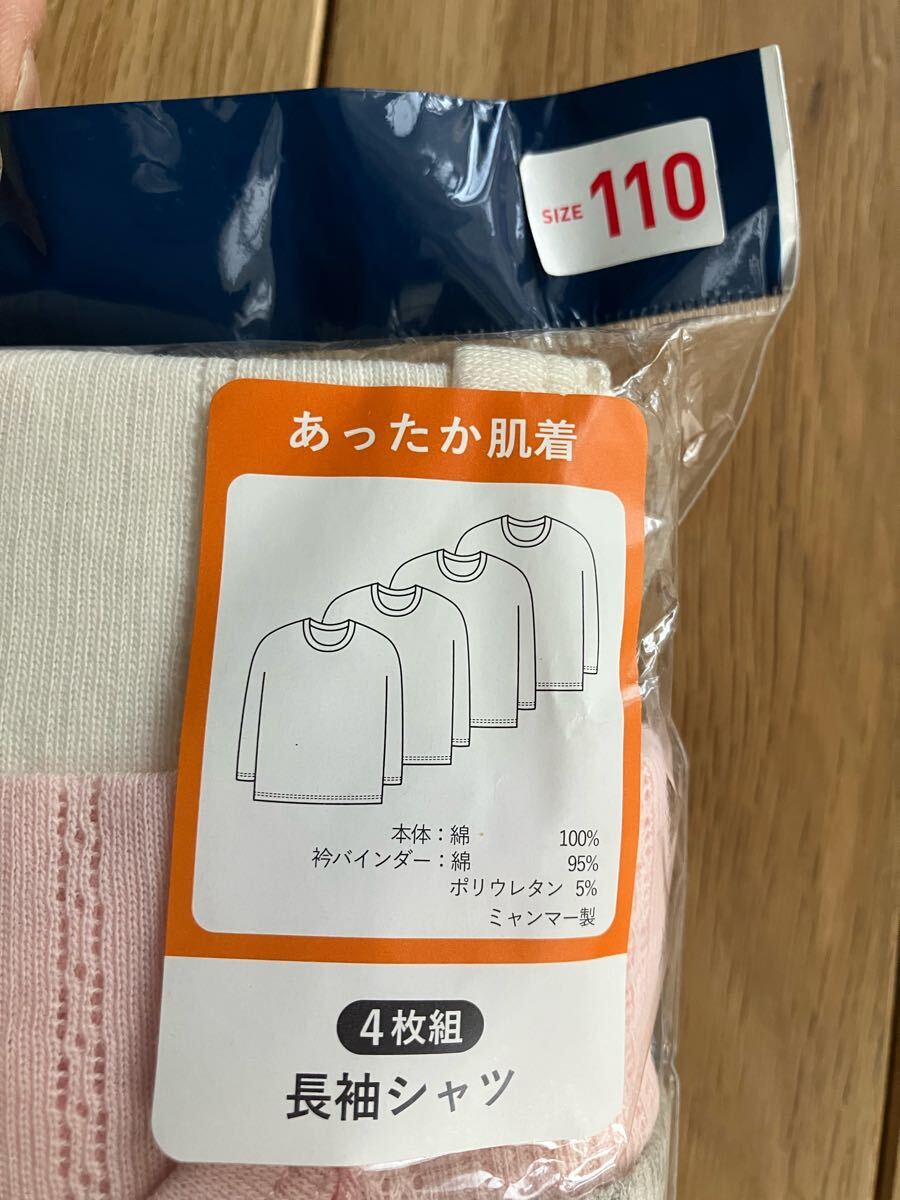 SIZE 110
あったか肌着
本体：綿 100%
衿バインダー：綿 95%
ポリウレタン 5%
ミャンマー製
4枚組
長袖シャツ